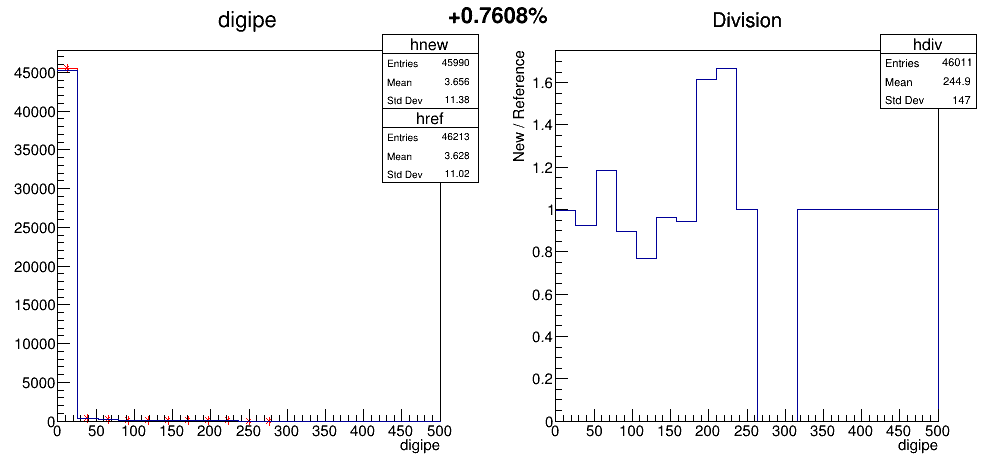 +0.7608%
digipe
hnew
Entries 45990
Mean 3.656
Std Dev 11.38
href
Entries 46213
Mean 3.628
Std Dev 11.02
45000
40000
35000
30000
25000
20000
15000
10000
5000
0
0 50 100 150 200 250 300 350 400 450 500
digipe
Division
hdiv
Entries 46011
Mean 244.9
Std Dev 147
New / Reference
1.6
1.4
1.2
1
0.8
0.6
0.4
0.2
0
0 50 100 150 200 250 300 350 400 450 500
digipe